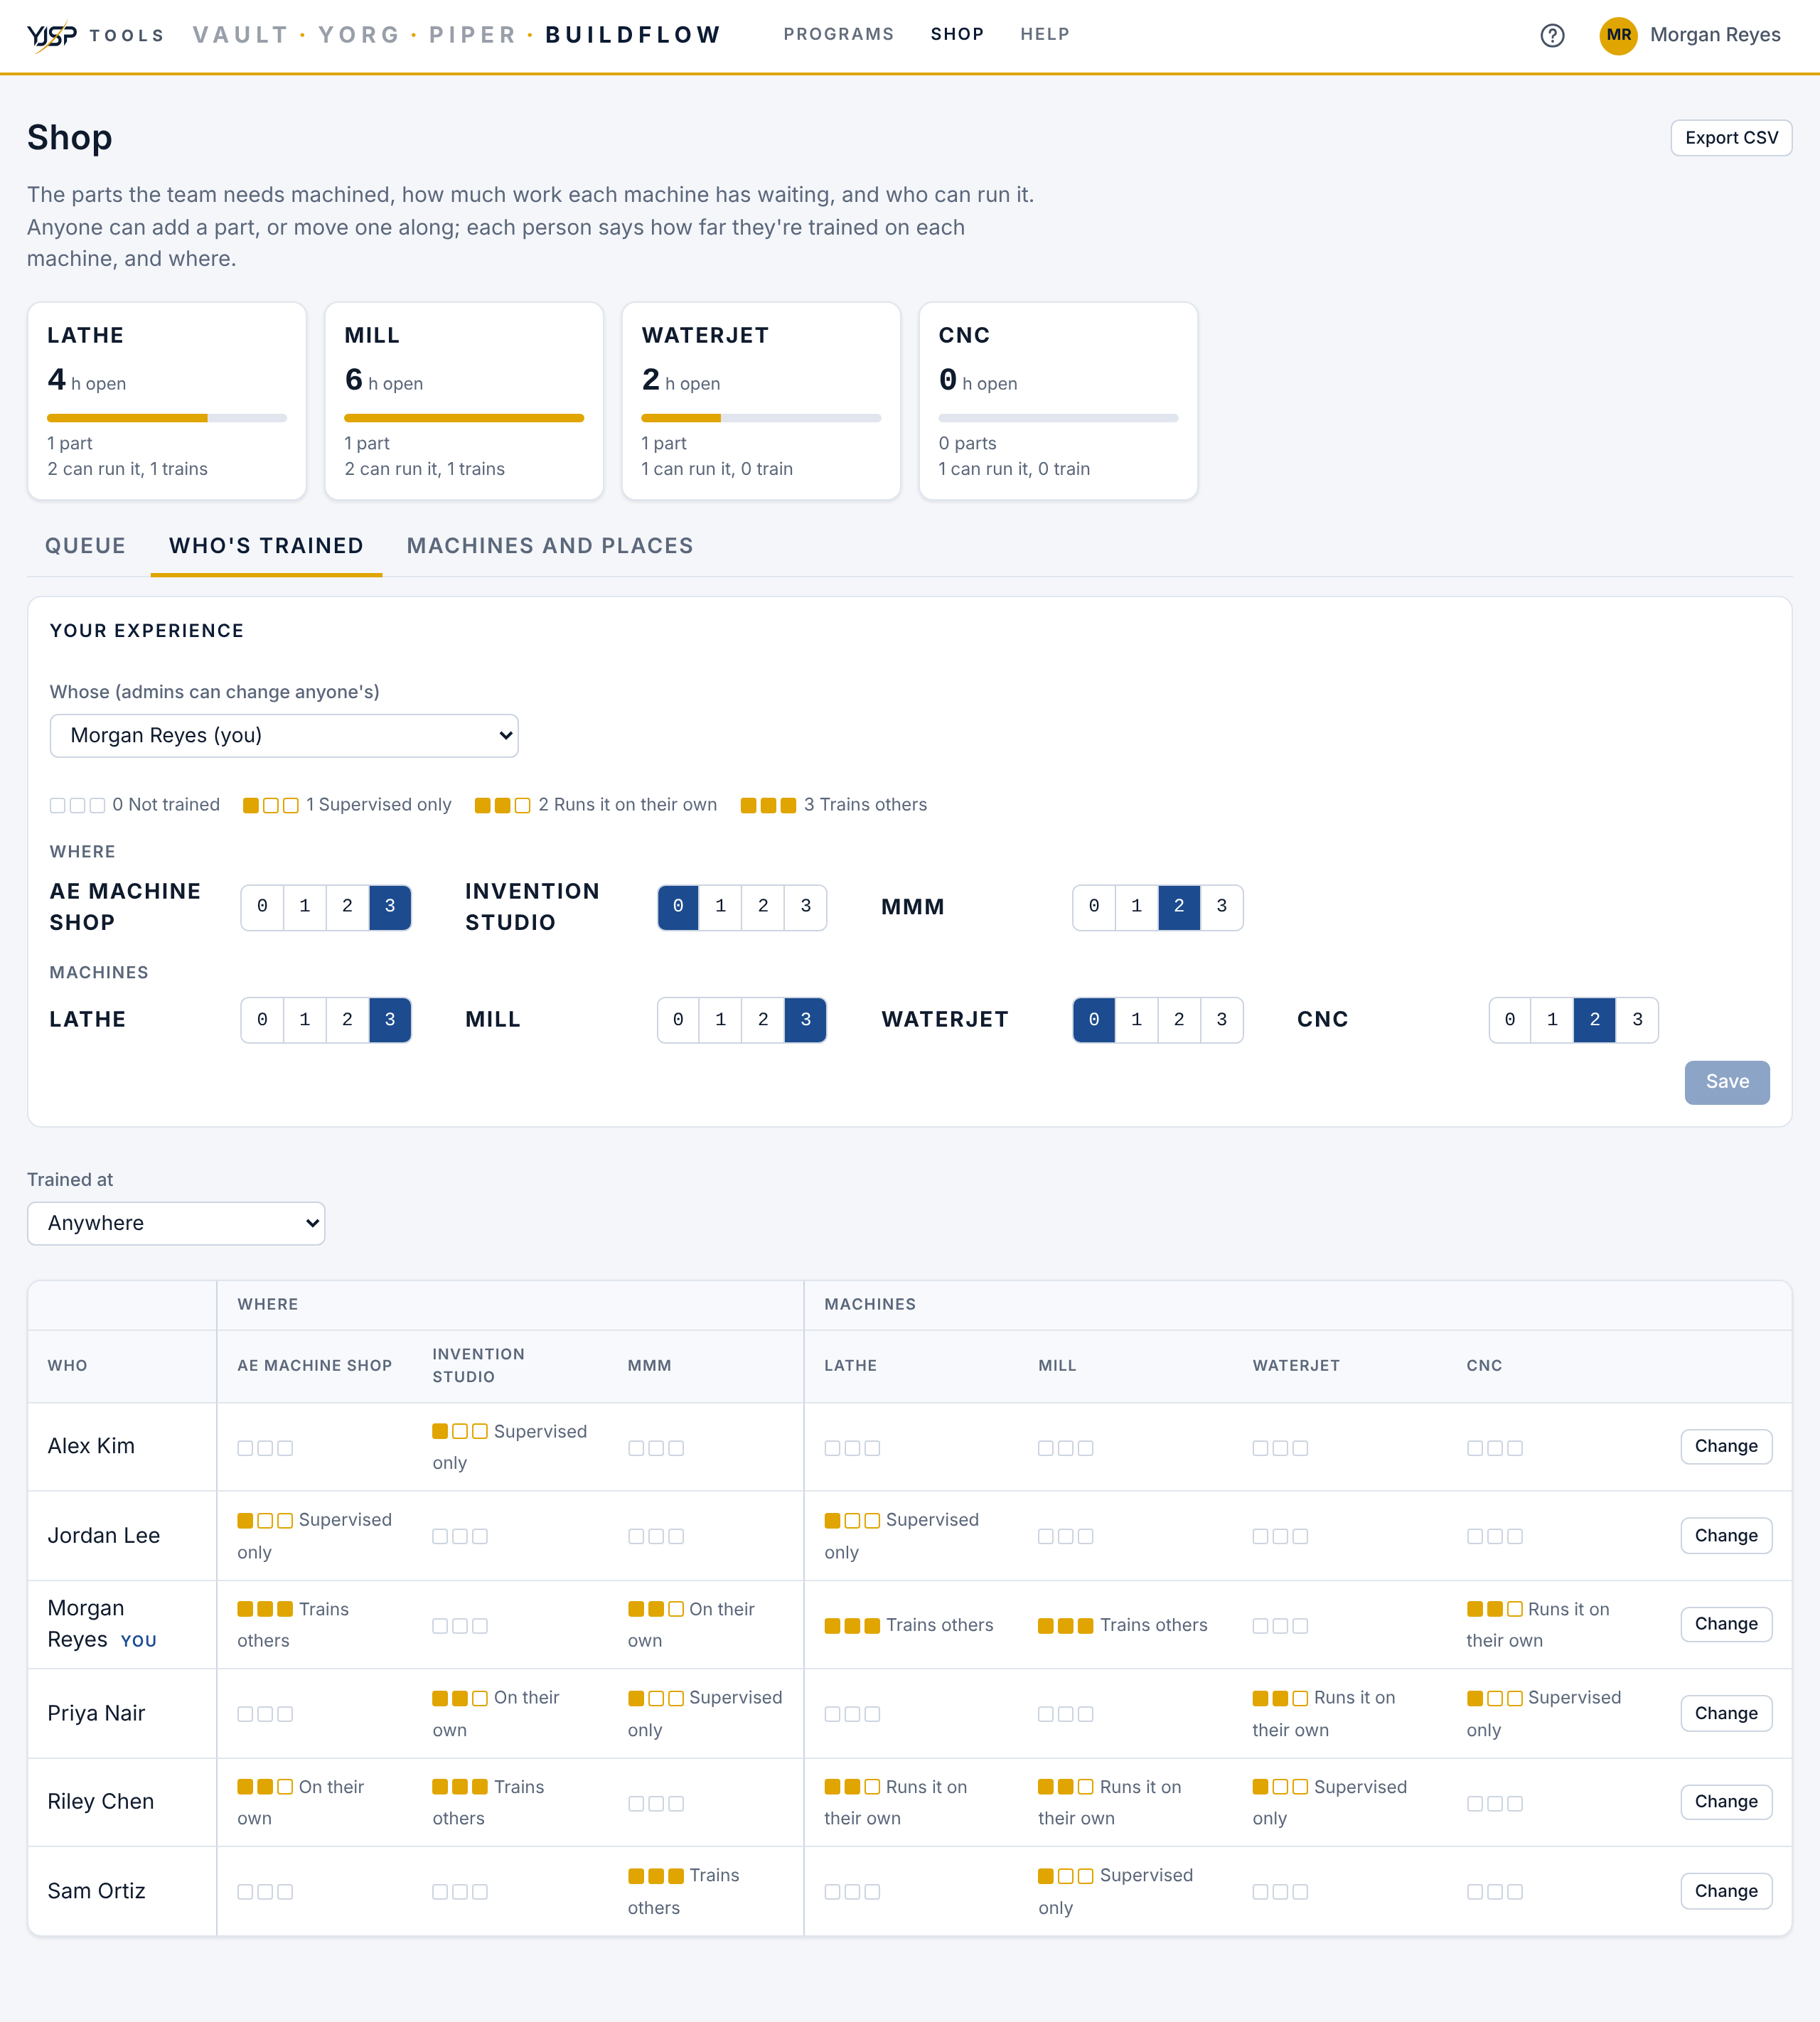 YJSP TOOLS VAULT · YORG · PIPER · BUILDFLOW PROGRAMS SHOP HELP ? MR Morgan Reyes
Shop
Export CSV
The parts the team needs machined, how much work each machine has waiting, and who can run it.
Anyone can add a part, or move one along; each person says how far they're trained on each
machine, and where.
LATHE
4 h open
1 part
2 can run it, 1 trains
MILL
6 h open
1 part
2 can run it, 1 trains
WATERJET
2 h open
1 part
1 can run it, 0 train
CNC
0 h open
0 parts
1 can run it, 0 train
QUEUE WHO'S TRAINED MACHINES AND PLACES
YOUR EXPERIENCE
Whose (admins can change anyone's)
Morgan Reyes (you)
0 Not trained 1 Supervised only 2 Runs it on their own 3 Trains others
WHERE
AE MACHINE
SHOP
0 1 2 3
INVENTION
STUDIO
0 1 2 3
MMM
0 1 2 3
MACHINES
LATHE 0 1 2 3 MILL 0 1 2 3 WATERJET 0 1 2 3 CNC 0 1 2 3
Save
Trained at
Anywhere
WHERE MACHINES
WHO AE MACHINE SHOP
INVENTION
STUDIO
MMM LATHE MILL WATERJET CNC
Alex Kim
Supervised
only
Change
Jordan Lee
Supervised
only
Supervised
only
Change
Morgan
Reyes YOU
Trains
others
On their
own
Trains others
Trains others
Runs it on
their own
Change
Priya Nair
On their
own
Supervised
only
Runs it on
their own
Supervised
only
Change
Riley Chen
On their
own
Trains
others
Runs it on
their own
Runs it on
their own
Supervised
only
Change
Sam Ortiz
Trains
others
Supervised
only
Change